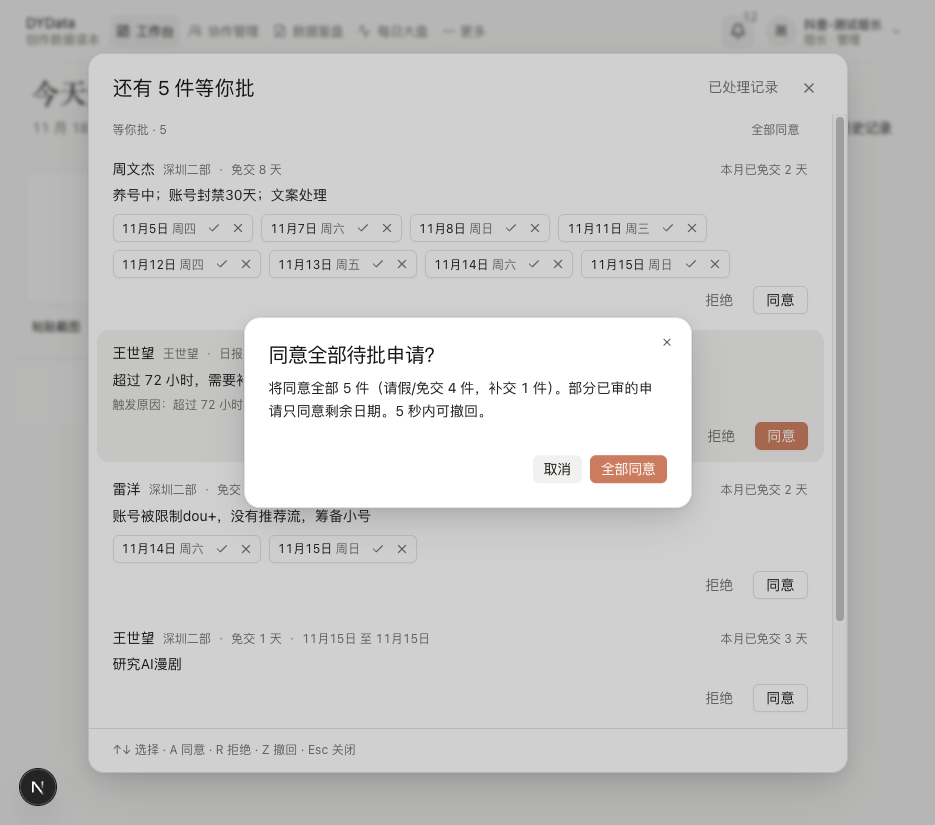 DYData
创作数据读本
工作台
协作管理
数据复盘
每日大盘
更多
12
抖音-测试组长
组长 · 管理
今天
11 月 18
史记录
粘贴截图
还有 5 件等你批
已处理记录
等你批 · 5
全部同意
周文杰 深圳二部 · 免交 8 天
本月已免交 2 天
养号中；账号封禁30天；文案处理
11月5日 周四
11月7日 周六
11月8日 周日
11月11日 周三
11月12日 周四
11月13日 周五
11月14日 周六
11月15日 周日
拒绝
同意
王世望 王世望 · 日报
超过 72 小时，需要补
触发原因：超过 72 小时
拒绝
同意
同意全部待批申请?
将同意全部 5 件（请假/免交 4 件，补交 1 件）。部分已审的申
请只同意剩余日期。5 秒内可撤回。
取消
全部同意
雷洋 深圳二部 · 免交
本月已免交 2 天
账号被限制dou+，没有推荐流，筹备小号
11月14日 周六
11月15日 周日
拒绝
同意
王世望 深圳二部 · 免交 1 天 · 11月15日 至 11月15日
本月已免交 3 天
研究AI漫剧
拒绝
同意
↑↓ 选择 · A 同意 · R 拒绝 · Z 撤回 · Esc 关闭
N